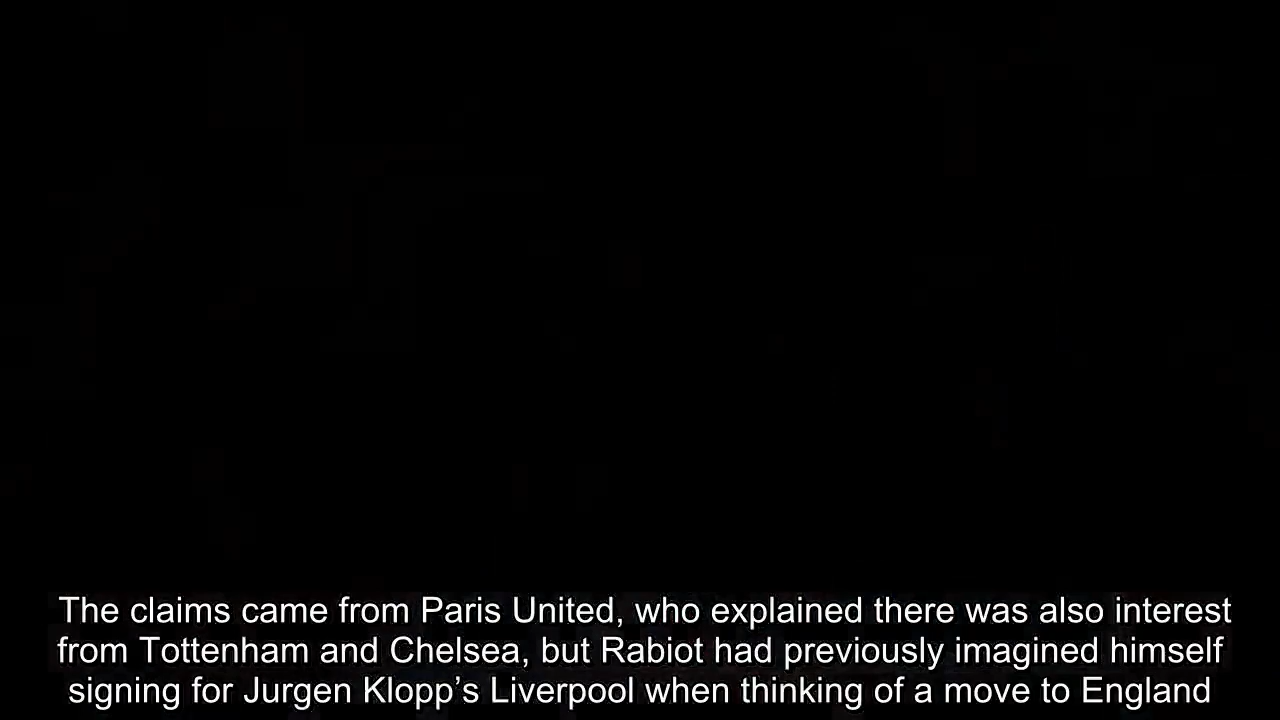 The claims came from Paris United, who explained there was also interest
from Tottenham and Chelsea, but Rabiot had previously imagined himself
signing for Jurgen Klopp’s Liverpool when thinking of a move to England